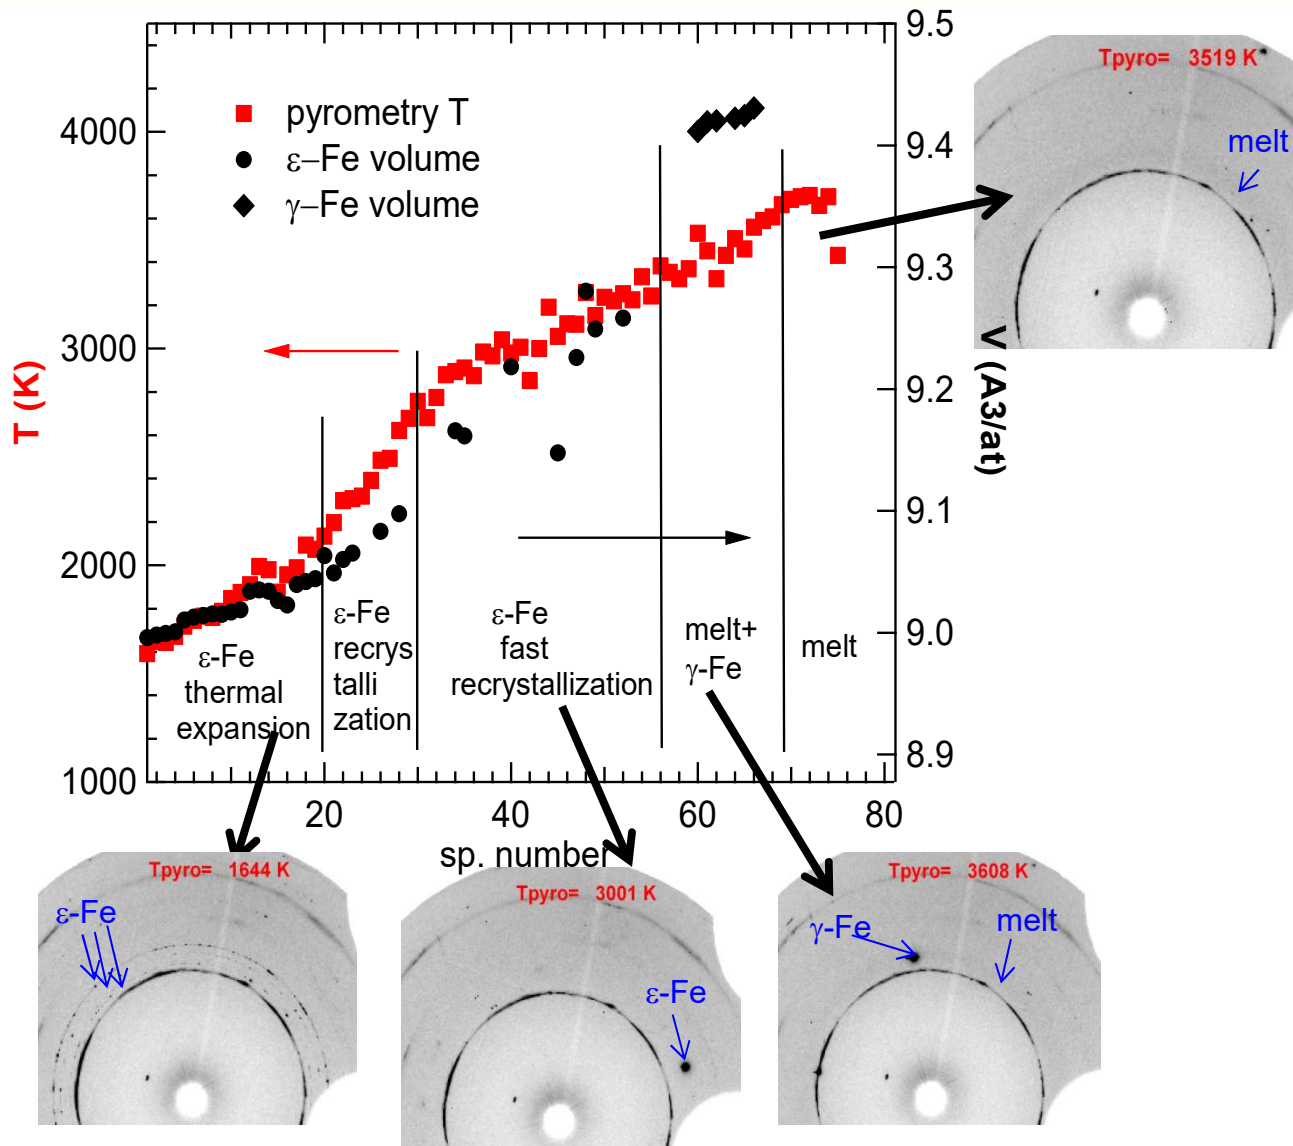 9.5
4000
3000
2000
1000
T (K)
pyrometry T
ε–Fe volume
γ–Fe volume
9.4
9.3
9.2
9.1
9.0
8.9
V (A3/at)
ε-Fe
thermal
expansion
ε-Fe
recrys
talli
zation
ε-Fe
fast
recrystallization
melt+
γ-Fe
melt
20
40
60
80
sp. number
Tpyro= 3519 K
melt
Tpyro= 1644 K
ε-Fe
Tpyro= 3001 K
ε-Fe
Tpyro= 3608 K
γ-Fe
melt